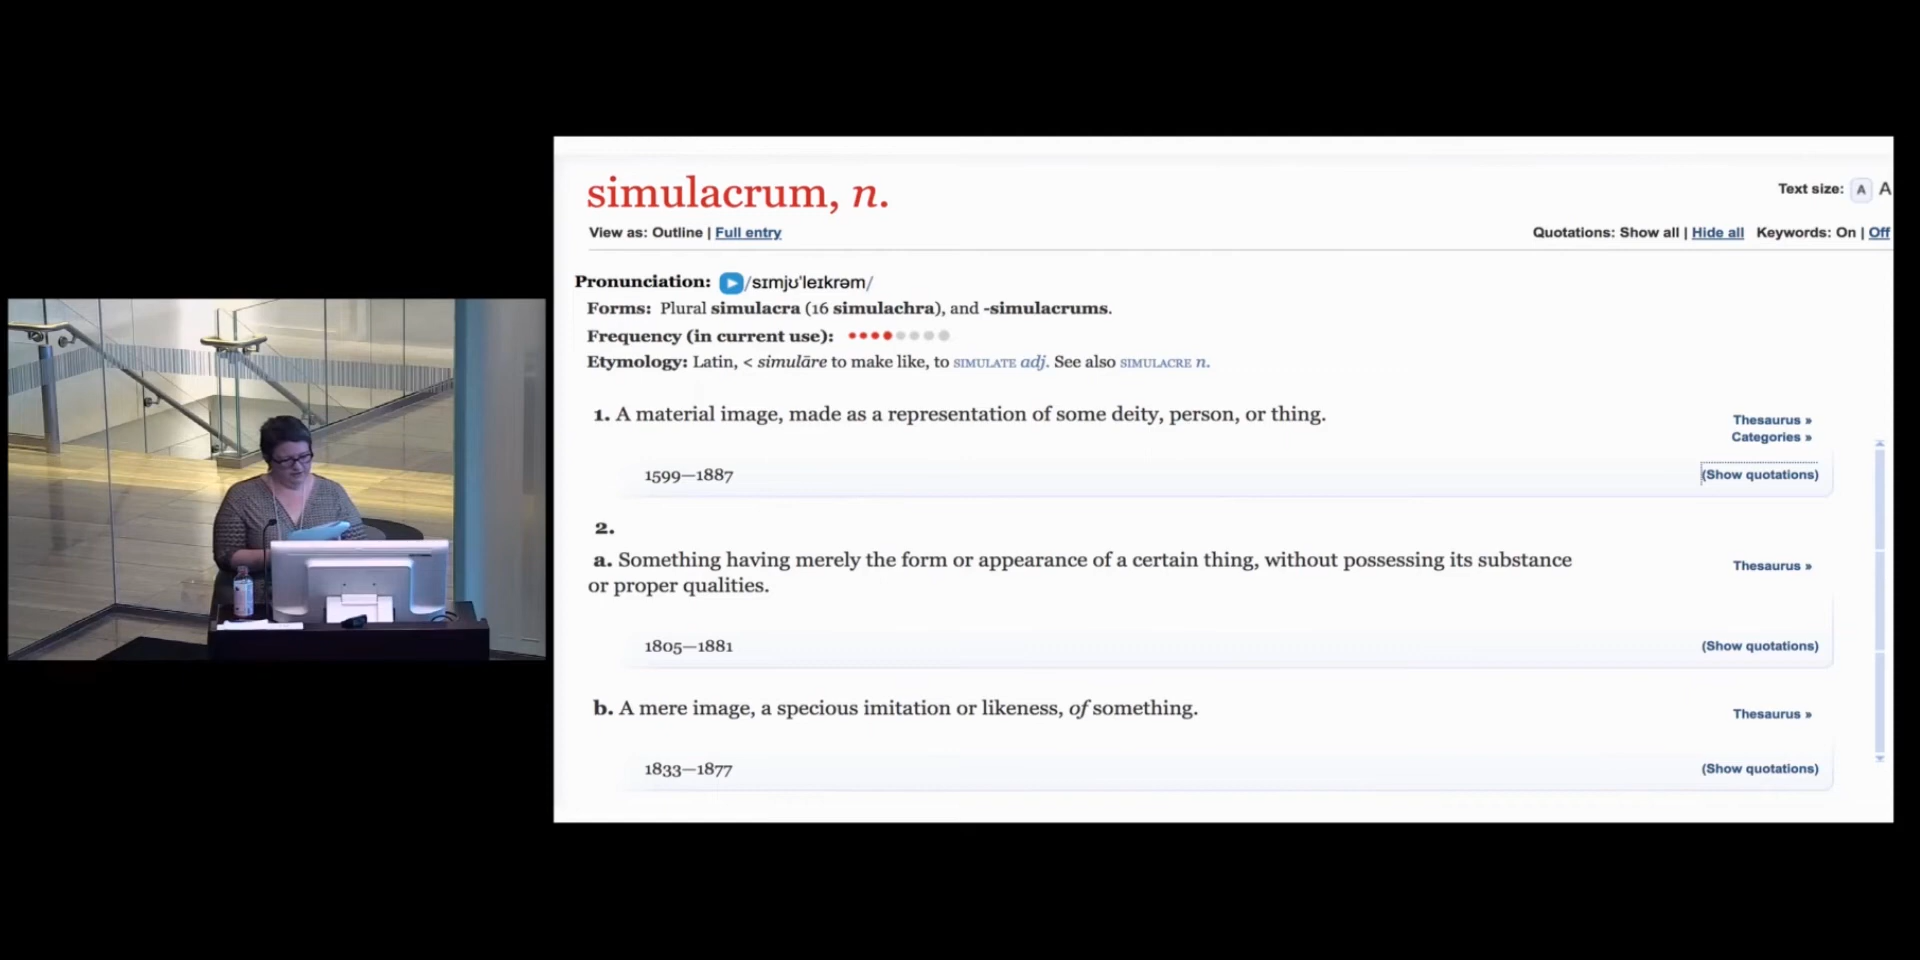 simulacrum, n.
Text size: A A
View as: Outline | Full entry
Quotations: Show all | Hide all Keywords: On | Off
Pronunciation: /sɪmjʊˈleɪkrəm/
Forms: Plural simulacra (16 simulachra), and -simulacrums.
Frequency (in current use):
Etymology: Latin, < simulāre to make like, to SIMULATE adj. See also SIMULACRE n.
1. A material image, made as a representation of some deity, person, or thing.
Thesaurus »
Categories »
1599—1887
(Show quotations)
2.
a. Something having merely the form or appearance of a certain thing, without possessing its substance
or proper qualities.
Thesaurus »
1805—1881
(Show quotations)
b. A mere image, a specious imitation or likeness, of something.
Thesaurus »
1833—1877
(Show quotations)